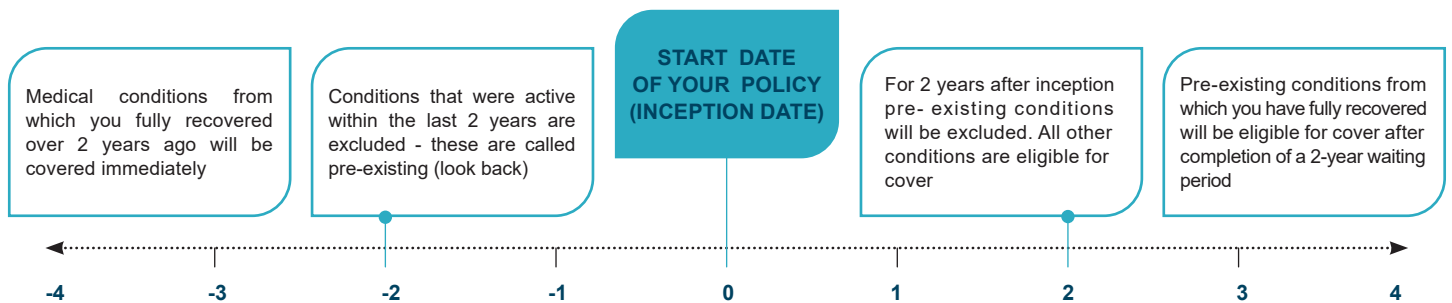 Medical conditions from
which you fully recovered
over 2 years ago will be
covered immediately
Conditions that were active
within the last 2 years are
excluded - these are called
pre-existing (look back)
START DATE
OF YOUR POLICY
(INCEPTION DATE)
For 2 years after inception
pre- existing conditions
will be excluded. All other
conditions are eligible for
cover
Pre-existing conditions from
which you have fully recovered
will be eligible for cover after
completion of a 2-year waiting
period
-4 -3 -2 -1 0 1 2 3 4